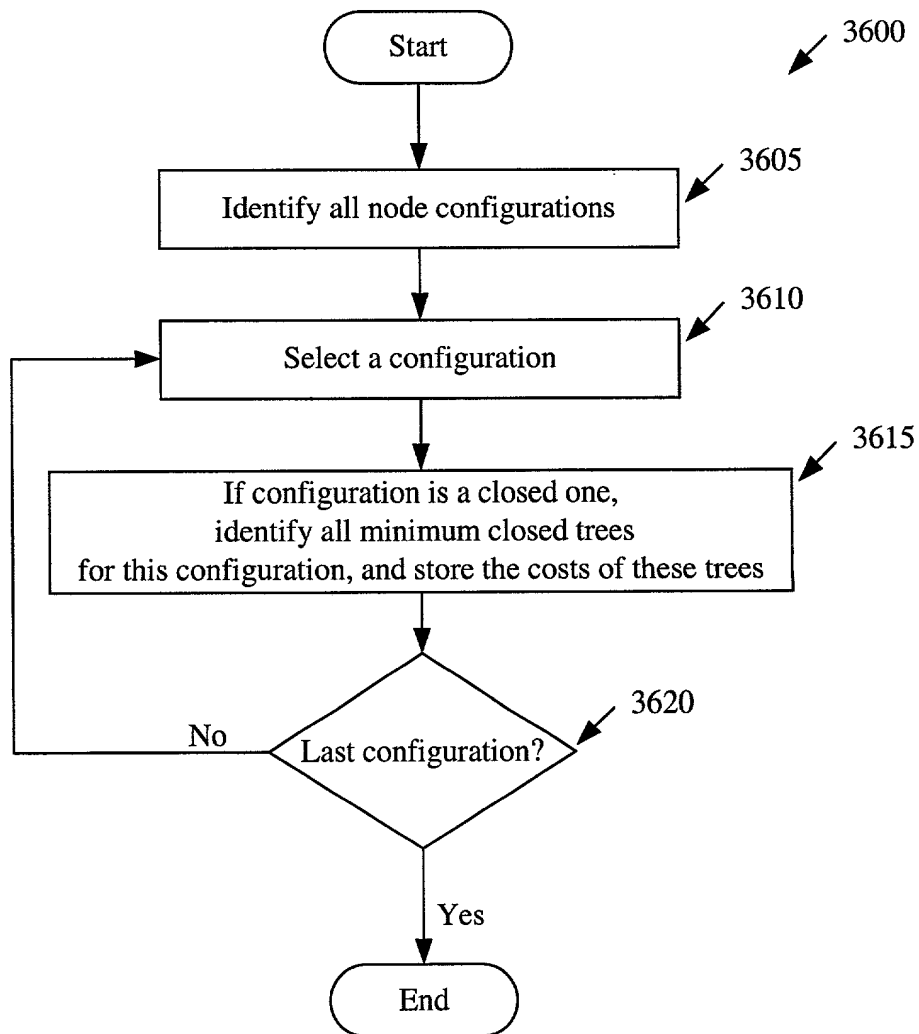 Start
3600
3605
Identify all node configurations
3610
Select a configuration
3615
If configuration is a closed one,
identify all minimum closed trees
for this configuration, and store the costs of these trees
3620
No
Last configuration?
Yes
End